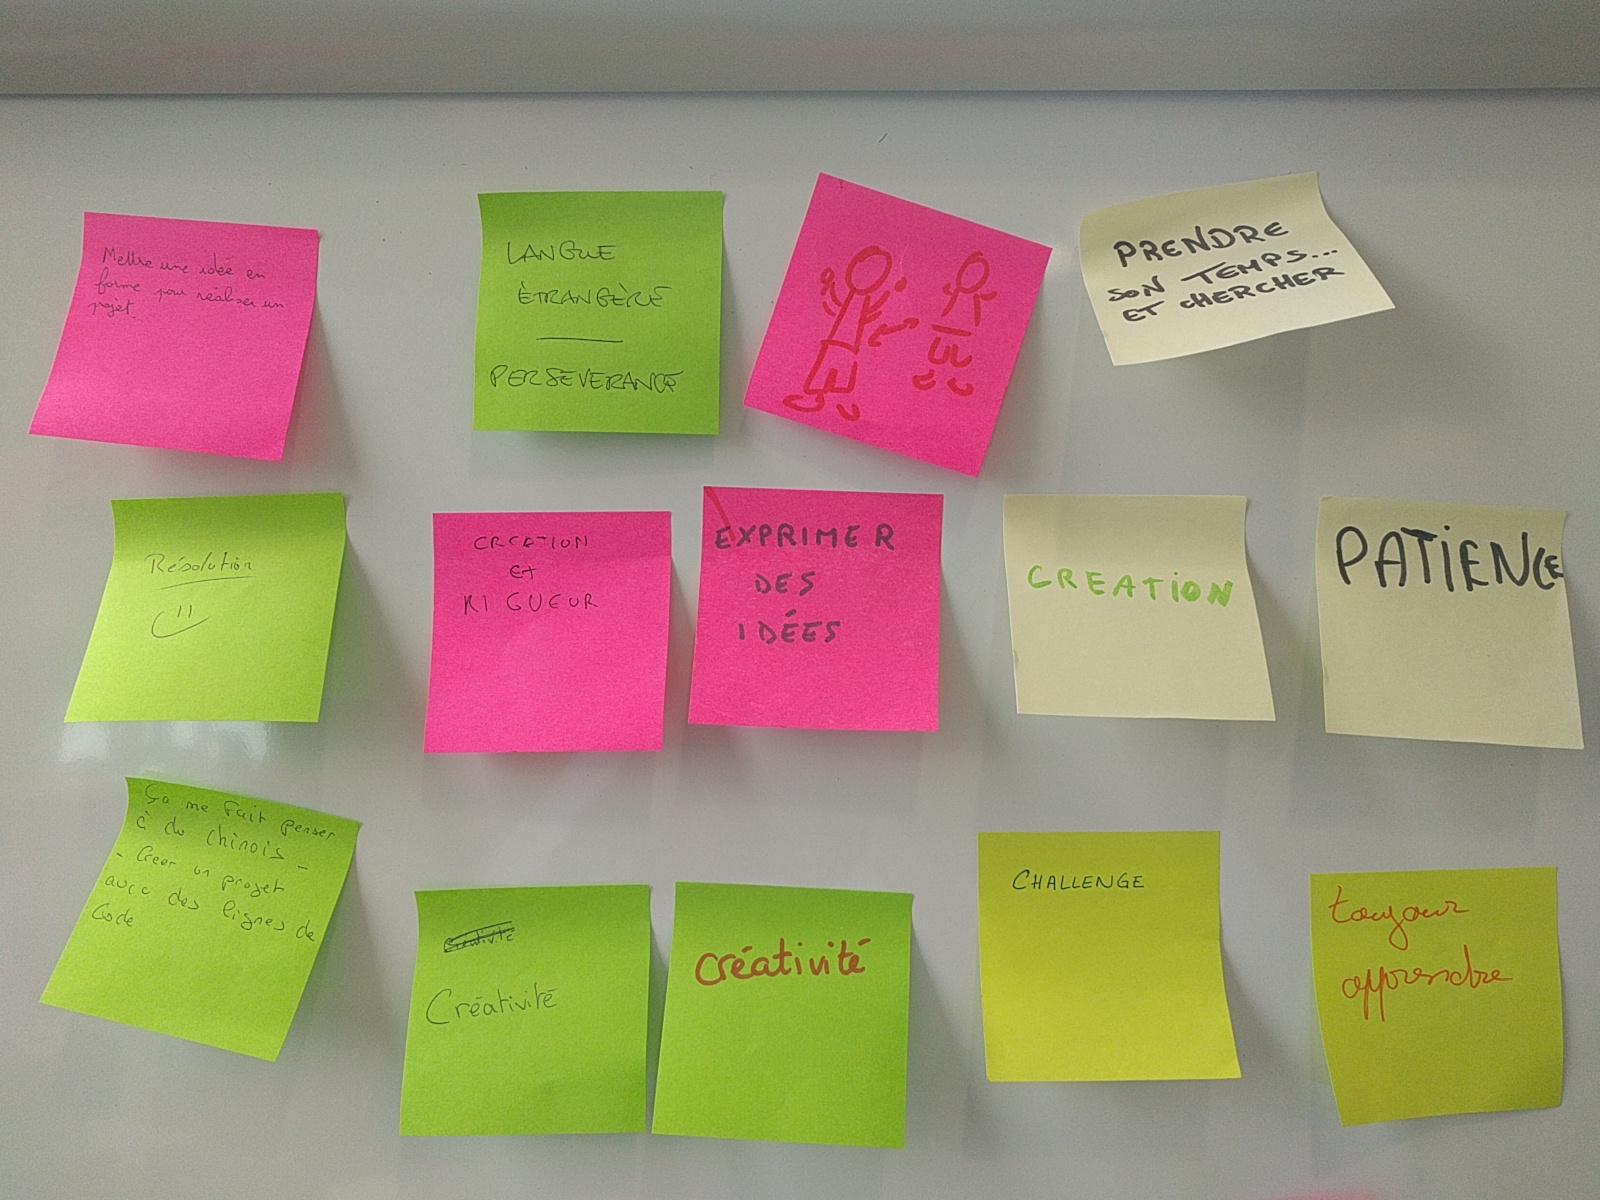 Mettre une idée en
forme pour réaliser un
projet.
LANGUE
ÉTRANGÈRE
PERSEVERANCE
PRENDRE
SON TEMPS...
ET CHERCHER
Résolution
CREATION
ET
RIGUEUR
EXPRIMER
DES
IDÉES
CREATION
PATIENCE
Ça me fait penser
à du chinois -
- Créer un projet
avec des lignes de
Code
Créativité
Créativité
Créativité
CHALLENGE
toujour
apprendre